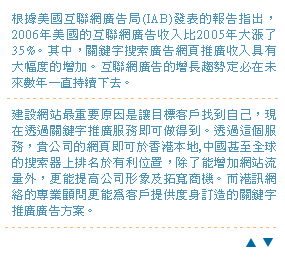 根據美國互聯網廣告局(IAB)發表的報告指出，
2006年美國的互聯網廣告收入比2005年大漲了
35%。其中，關鍵字搜索廣告網頁推廣收入具有
大幅度的增加。互聯網廣告的增長趨勢定必在未
來數年一直持續下去。
建設網站最重要原因是讓目標客戶找到自己，現
在透過關鍵字推廣服務即可做得到。透過這個服
務，貴公司的網頁即可於香港本地,中國甚至全球
的搜索器上排名於有利位置，除了能增加網站流
量外，更能提高公司形象及拓寬商機。而港訊網
絡的專業顧問更能爲客戶提供度身訂造的關鍵字
推廣廣告方案。